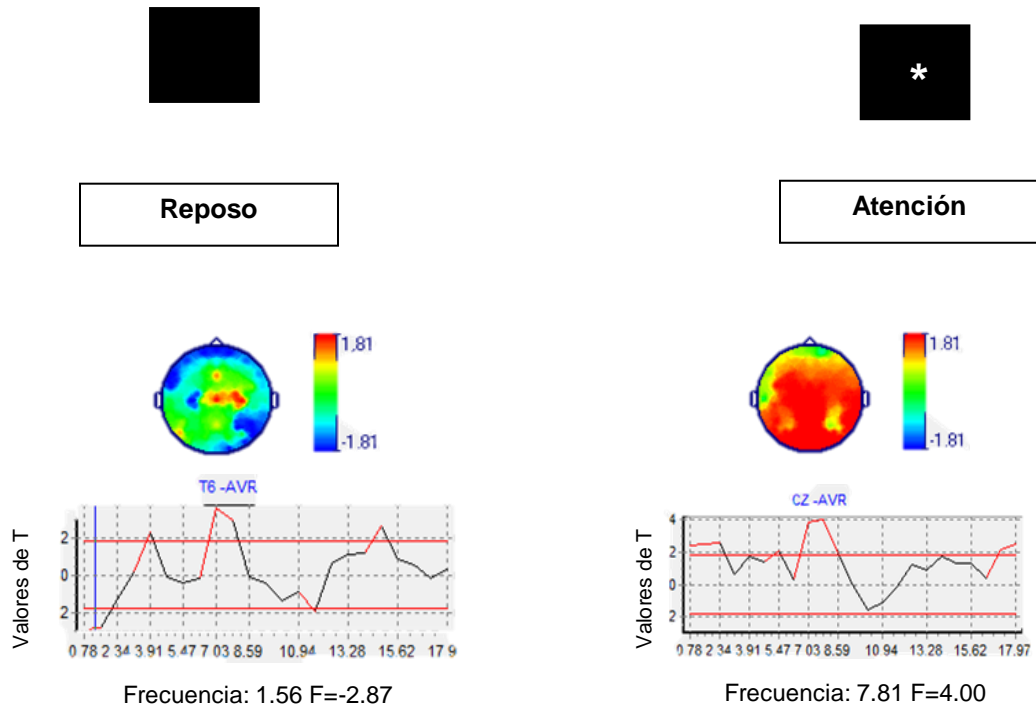 *
Reposo
Atención
1,81
-1.81
1.81
-1.81
T6 -AVR
CZ -AVR
Valores de T
2
0
2
0 78 2 34 3.91 5.47 7 03 8.59 10.94 13.28 15 62 17 9
Valores de T
4
2
0
2
0 78 2 34 3.91 5.47 7 03 8.59 10 94 13.28 15.62 17.97
Frecuencia: 1.56 F=-2.87
Frecuencia: 7.81 F=4.00